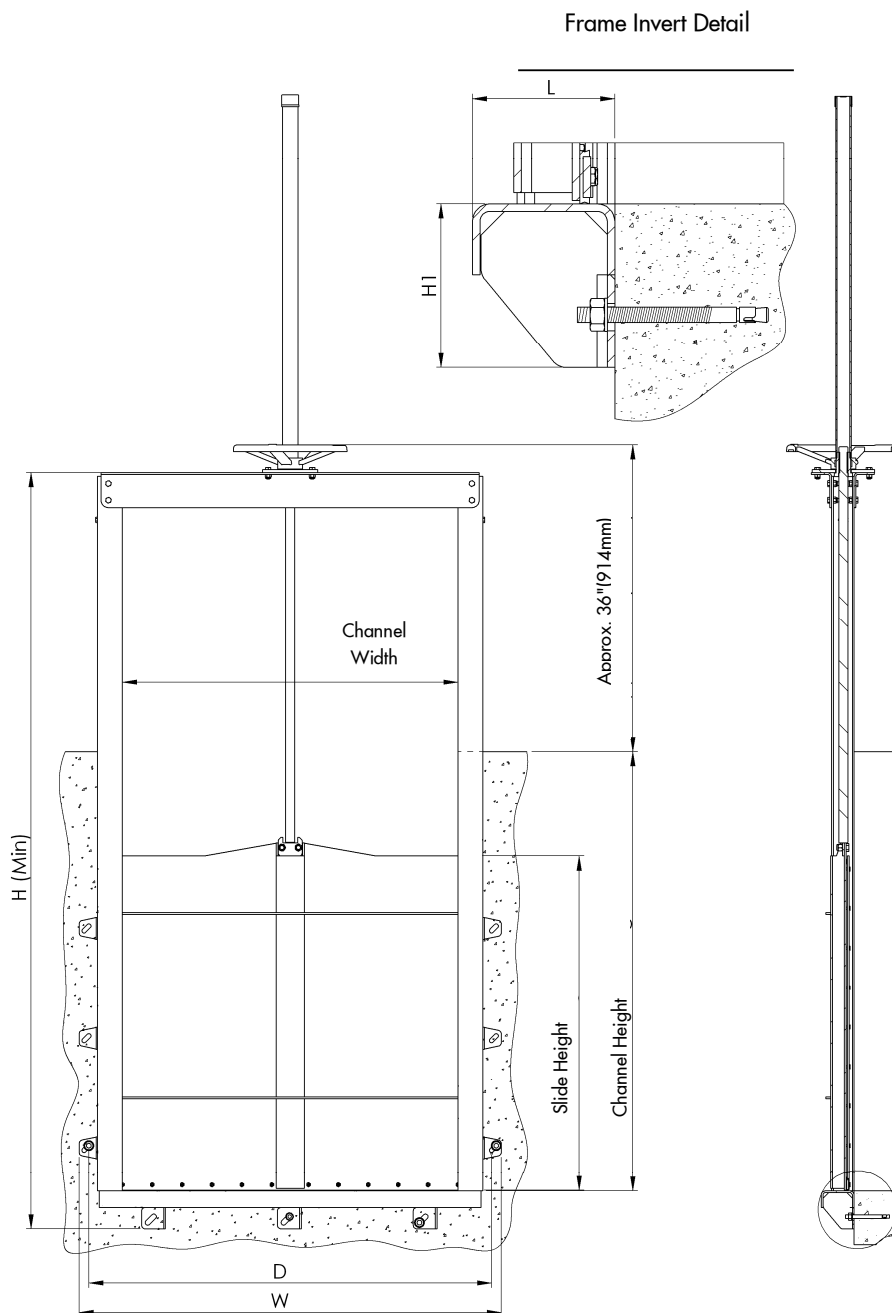 Frame Invert Detail
L
H1
Approx. 36"(914mm)
Channel
Width
H (Min)
Slide Height
Channel Height
D
W